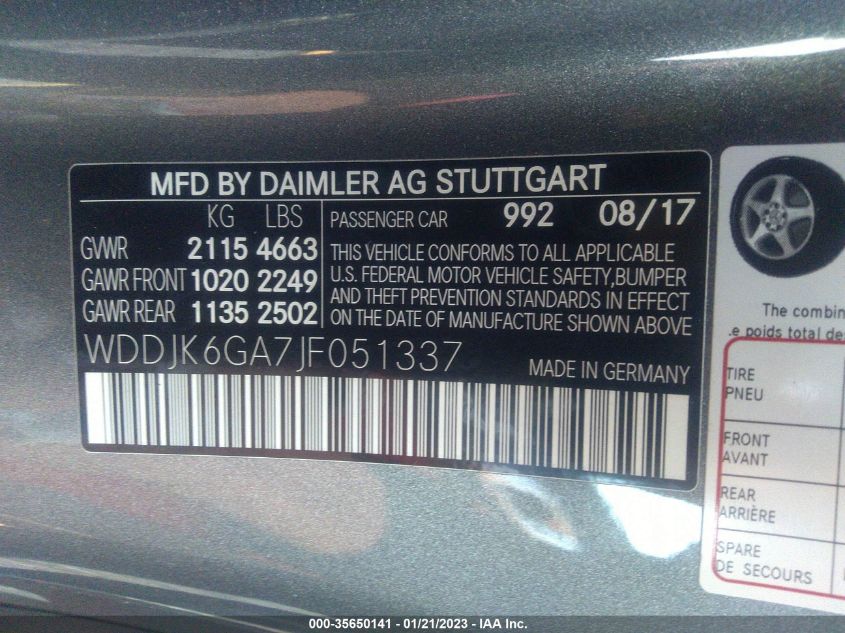 MFD BY DAIMLER AG STUTTGART
KG LBS
GVWR 2115 4663
GAWR FRONT 1020 2249
GAWR REAR 1135 2502
PASSENGER CAR 992 08/17
THIS VEHICLE CONFORMS TO ALL APPLICABLE
U.S. FEDERAL MOTOR VEHICLE SAFETY,BUMPER
AND THEFT PREVENTION STANDARDS IN EFFECT
ON THE DATE OF MANUFACTURE SHOWN ABOVE
WDDJK6GA7JF051337
MADE IN GERMANY
The combin
.e poids total de
TIRE
PNEU
FRONT
AVANT
REAR
ARRIÈRE
SPARE
DE SECOURS
000-35650141 - 01/21/2023 - IAA Inc.